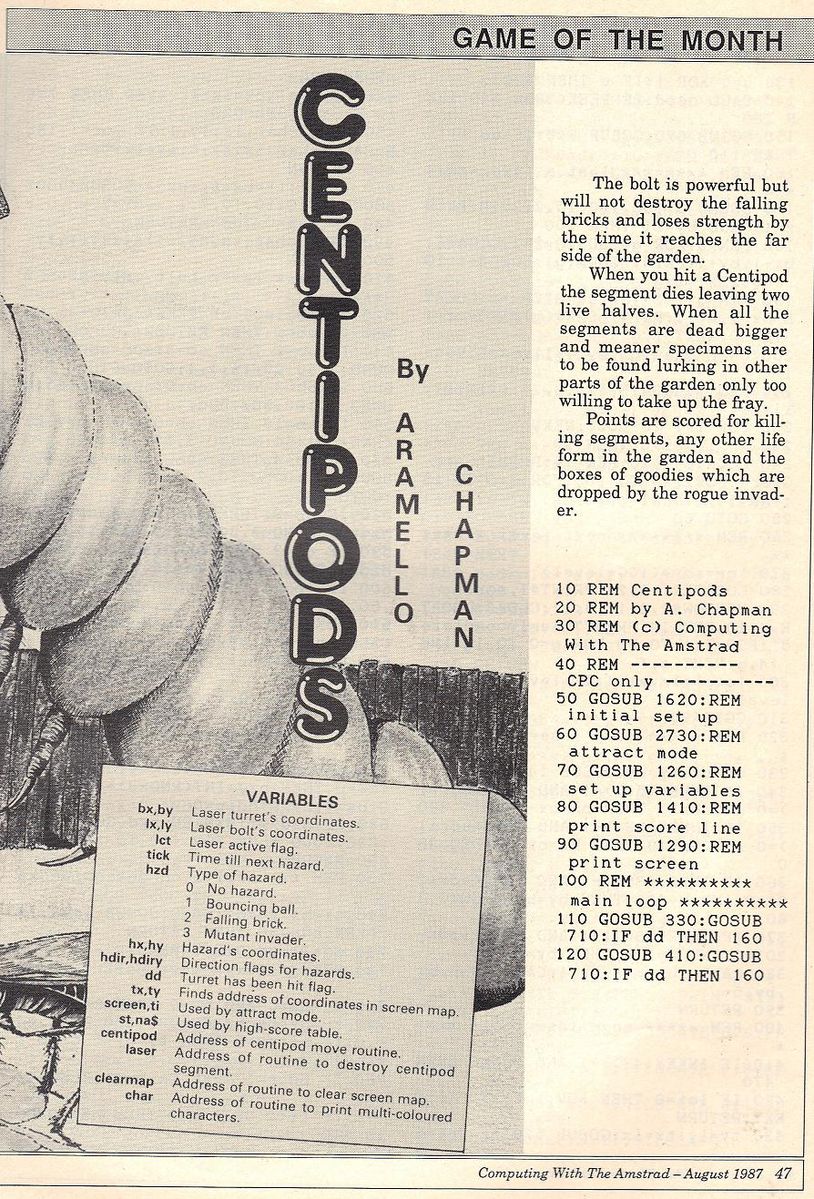 GAME OF THE MONTH
CENTIPODS
By
ARAMELLO
CHAPMAN
The bolt is powerful but
will not destroy the falling
bricks and loses strength by
the time it reaches the far
side of the garden.
When you hit a Centipod
the segment dies leaving two
live halves. When all the
segments are dead bigger
and meaner specimens are
to be found lurking in other
parts of the garden only too
willing to take up the fray.
Points are scored for kill-
ing segments, any other life
form in the garden and the
boxes of goodies which are
dropped by the rogue invad-
er.
10 REM Centipods
20 REM by A. Chapman
30 REM (c) Computing
With The Amstrad
40 REM ----------
CPC only ----------
50 GOSUB 1620:REM
initial set up
60 GOSUB 2730:REM
attract mode
70 GOSUB 1260:REM
set up variables
80 GOSUB 1410:REM
print score line
90 GOSUB 1290:REM
print screen
100 REM **********
main loop **********
110 GOSUB 330:GOSUB
710:IF dd THEN 160
120 GOSUB 410:GOSUB
710:IF dd THEN 160
VARIABLES
bx,by Laser turret's coordinates.
lx,ly Laser bolt's coordinates.
lct Laser active flag.
tick Time till next hazard.
hzd Type of hazard.
0 No hazard.
1 Bouncing ball.
2 Falling brick.
3 Mutant invader.
hx,hy Hazard's coordinates.
hdir,hdiry Direction flags for hazards.
dd Turret has been hit flag.
tx,ty Finds address of coordinates in screen map.
screen,ti Used by attract mode.
st,na$ Used by high-score table.
centipod Address of centipod move routine.
laser Address of routine to destroy centipod
segment.
clearmap Address of routine to clear screen map.
char Address of routine to print multi-coloured
characters.
Computing With The Amstrad – August 1987 47